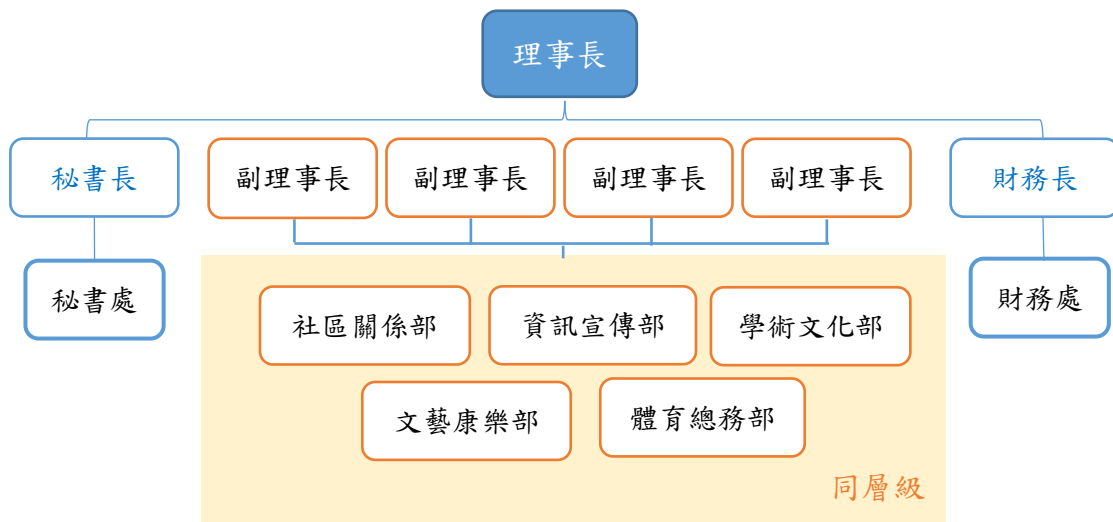 理事長
秘書長
副理事長
副理事長
副理事長
副理事長
財務長
秘書處
財務處
社區關係部
資訊宣傳部
學術文化部
文藝康樂部
體育總務部
同層級